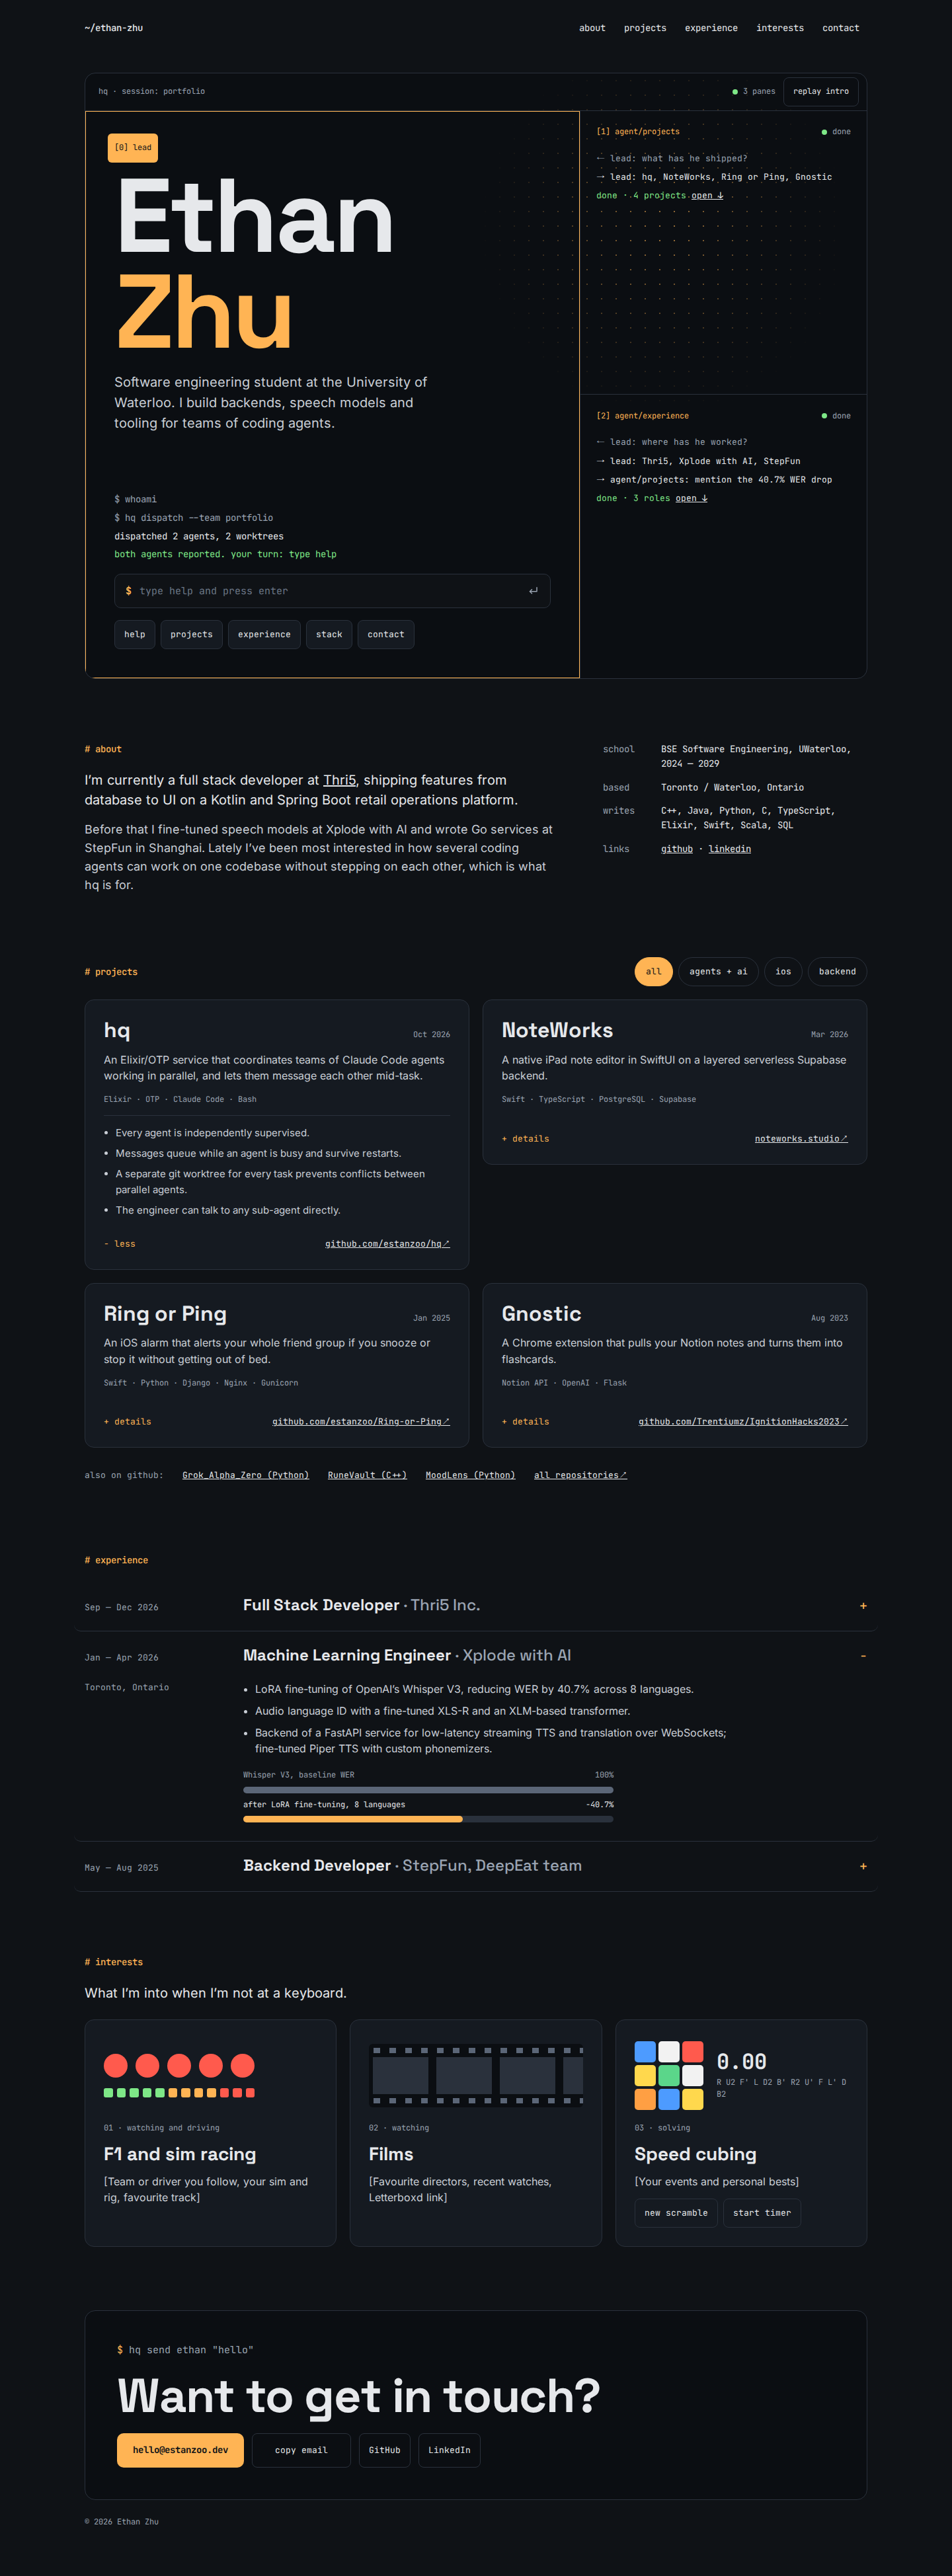 ~/ethan-zhu
about projects experience interests contact
hq · session: portfolio
3 panes replay intro
[0] lead
Ethan
Zhu
Software engineering student at the University of
Waterloo. I build backends, speech models and
tooling for teams of coding agents.
$ whoami
$ hq dispatch --team portfolio
dispatched 2 agents, 2 worktrees
both agents reported. your turn: type help
$ type help and press enter ↵
help projects experience stack contact
[1] agent/projects done
← lead: what has he shipped?
→ lead: hq, NoteWorks, Ring or Ping, Gnostic
done · 4 projects open ↓
[2] agent/experience done
← lead: where has he worked?
→ lead: Thri5, Xplode with AI, StepFun
→ agent/projects: mention the 40.7% WER drop
done · 3 roles open ↓
# about
I’m currently a full stack developer at Thri5, shipping features from
database to UI on a Kotlin and Spring Boot retail operations platform.
Before that I fine-tuned speech models at Xplode with AI and wrote Go services at
StepFun in Shanghai. Lately I’ve been most interested in how several coding
agents can work on one codebase without stepping on each other, which is what
hq is for.
school BSE Software Engineering, UWaterloo,
2024 — 2029
based Toronto / Waterloo, Ontario
writes C++, Java, Python, C, TypeScript,
Elixir, Swift, Scala, SQL
links github · linkedin
# projects
all agents + ai ios backend
hq Oct 2026
An Elixir/OTP service that coordinates teams of Claude Code agents
working in parallel, and lets them message each other mid-task.
Elixir · OTP · Claude Code · Bash
• Every agent is independently supervised.
• Messages queue while an agent is busy and survive restarts.
• A separate git worktree for every task prevents conflicts between
parallel agents.
• The engineer can talk to any sub-agent directly.
- less github.com/estanzoo/hq↗
NoteWorks Mar 2026
A native iPad note editor in SwiftUI on a layered serverless Supabase
backend.
Swift · TypeScript · PostgreSQL · Supabase
+ details noteworks.studio↗
Ring or Ping Jan 2025
An iOS alarm that alerts your whole friend group if you snooze or
stop it without getting out of bed.
Swift · Python · Django · Nginx · Gunicorn
+ details github.com/estanzoo/Ring-or-Ping↗
Gnostic Aug 2023
A Chrome extension that pulls your Notion notes and turns them into
flashcards.
Notion API · OpenAI · Flask
+ details github.com/Trentiumz/IgnitionHacks2023↗
also on github: Grok_Alpha_Zero (Python) RuneVault (C++) MoodLens (Python) all repositories↗
# experience
Sep — Dec 2026 Full Stack Developer · Thri5 Inc. +
Jan — Apr 2026 Machine Learning Engineer · Xplode with AI -
Toronto, Ontario
• LoRA fine-tuning of OpenAI’s Whisper V3, reducing WER by 40.7% across 8 languages.
• Audio language ID with a fine-tuned XLS-R and an XLM-based transformer.
• Backend of a FastAPI service for low-latency streaming TTS and translation over WebSockets;
fine-tuned Piper TTS with custom phonemizers.
Whisper V3, baseline WER 100%
after LoRA fine-tuning, 8 languages -40.7%
May — Aug 2025 Backend Developer · StepFun, DeepEat team +
# interests
What I’m into when I’m not at a keyboard.
01 · watching and driving
F1 and sim racing
[Team or driver you follow, your sim and
rig, favourite track]
02 · watching
Films
[Favourite directors, recent watches,
Letterboxd link]
0.00
R U2 F' L D2 B' R2 U' F L' D
B2
03 · solving
Speed cubing
[Your events and personal bests]
new scramble start timer
$ hq send ethan "hello"
Want to get in touch?
hello@estanzoo.dev copy email GitHub LinkedIn
© 2026 Ethan Zhu